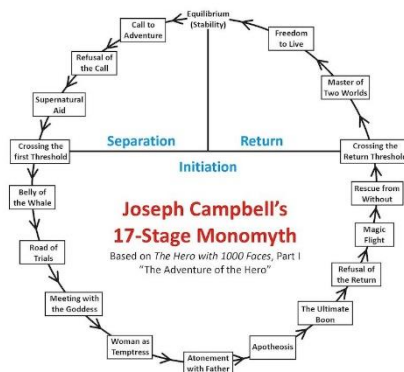 Equilibrium
(Stability)
Call to
Adventure
Refusal of
the Call
Supernatural
Aid
Crossing the
first Threshold
Belly of
the Whale
Road of
Trials
Meeting with
the Goddess
Woman as
Temptress
Atonement
with Father
Apotheosis
The Ultimate
Boon
Refusal of
the Return
Magic
Flight
Rescue from
Without
Crossing the
Return Threshold
Master of
Two Worlds
Freedom
to Live
Separation
Return
Initiation
Joseph Campbell's
17-Stage Monomyth
Based on The Hero with 1000 Faces, Part I
"The Adventure of the Hero"